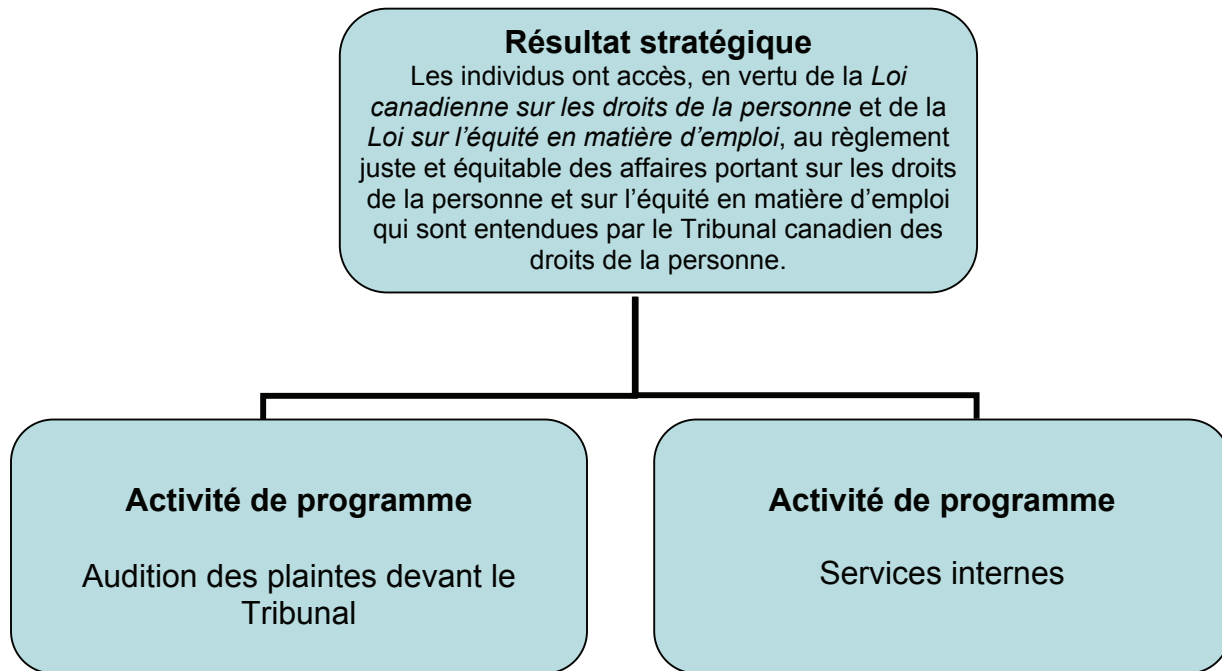 Résultat stratégique
Les individus ont accès, en vertu de la Loi
canadienne sur les droits de la personne et de la
Loi sur l’équité en matière d’emploi, au règlement
juste et équitable des affaires portant sur les droits
de la personne et sur l’équité en matière d’emploi
qui sont entendues par le Tribunal canadien des
droits de la personne.
Activité de programme
Audition des plaintes devant le
Tribunal
Activité de programme
Services internes